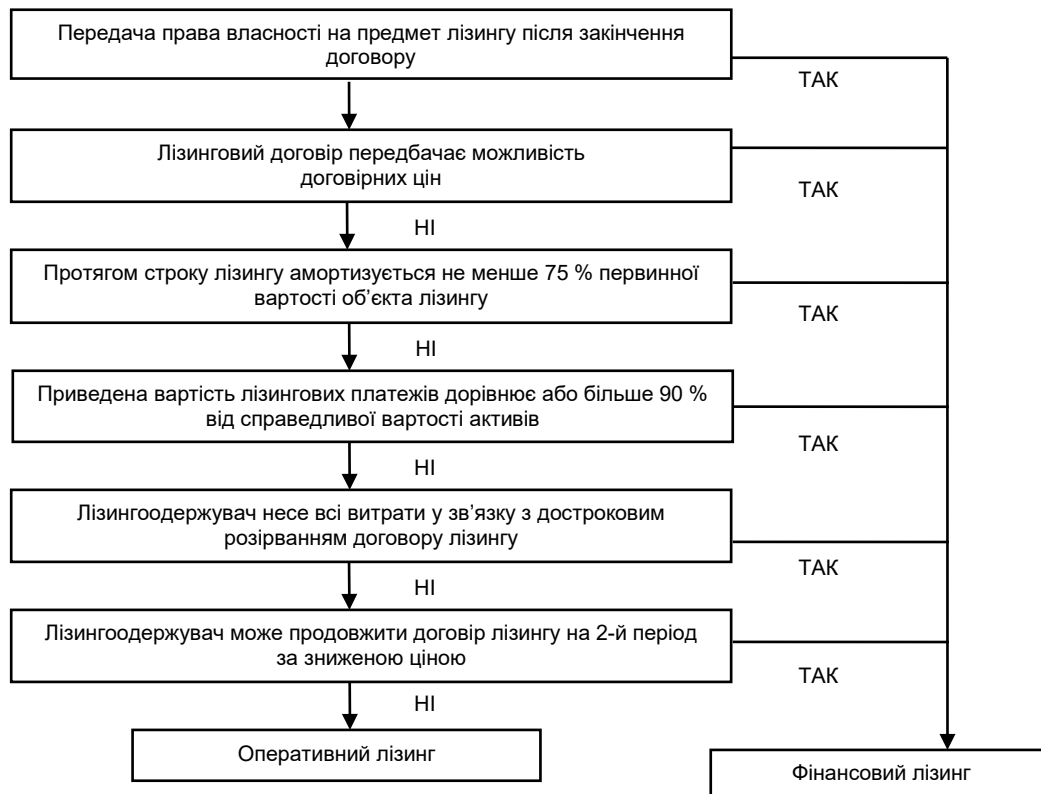 Передача права власності на предмет лізингу після закінчення
договору
ТАК
Лізинговий договір передбачає можливість
договірних цін
ТАК
НІ
Протягом строку лізингу амортизується не менше 75 % первинної
вартості об’єкта лізингу
ТАК
НІ
Приведена вартість лізингових платежів дорівнює або більше 90 %
від справедливої вартості активів
ТАК
НІ
Лізингоодержувач несе всі витрати у зв’язку з достроковим
розірванням договору лізингу
ТАК
НІ
Лізингоодержувач може продовжити договір лізингу на 2-й період
за зниженою ціною
ТАК
НІ
Оперативний лізинг
Фінансовий лізинг